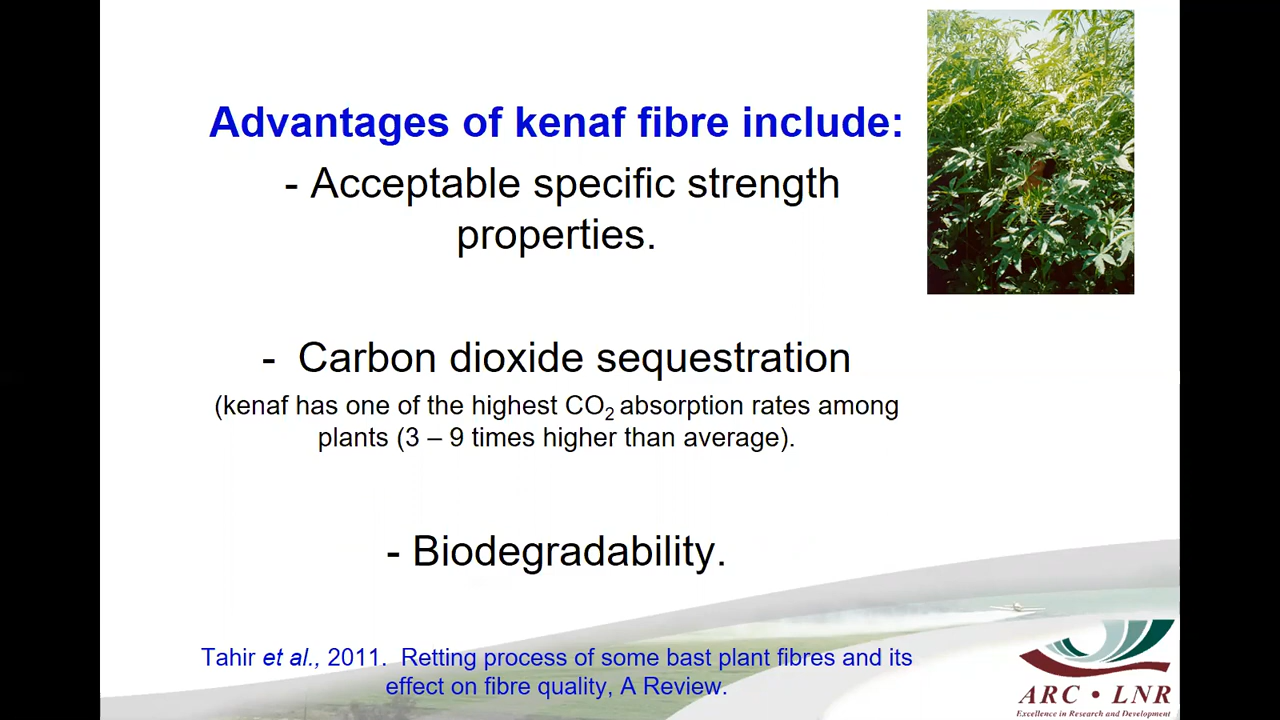 Advantages of kenaf fibre include:
- Acceptable specific strength
properties.
- Carbon dioxide sequestration
(kenaf has one of the highest CO₂ absorption rates among
plants (3 – 9 times higher than average).
- Biodegradability.
Tahir et al., 2011. Retting process of some bast plant fibres and its
effect on fibre quality, A Review.
ARC • LNR
Excellence in Research and Development